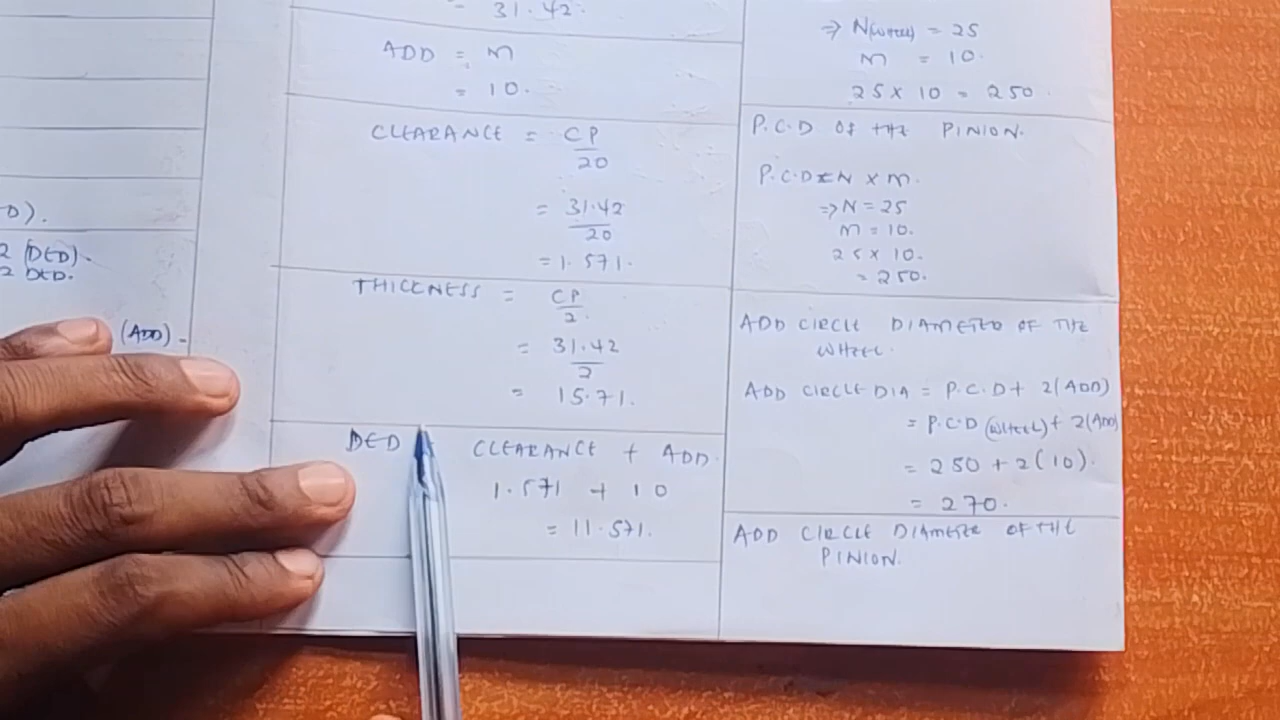 D).
2 (DED).
2 DED.
(ADD).
= 31.42.
ADD = m
= 10.
CLEARANCE = CP
20
= 31.42
20
= 1.571.
THICKNESS = CP
2.
= 31.42
2
= 15.71.
DED CLEARANCE + ADD.
1.571 + 10
= 11.571.
⇒ N(wheel) = 25
m = 10.
25 x 10 = 250
P.C.D OF THE PINION.
P.C.D = N x m.
⇒ N = 25
m = 10.
25 x 10.
= 250.
ADD CIRCLE DIAMETER OF THE
WHEEL.
ADD CIRCLE DIA = P.C.D + 2(ADD)
= P.C.D (WHEEL) + 2(ADD)
= 250 + 2(10).
= 270.
ADD CIRCLE DIAMETER OF THE
PINION.